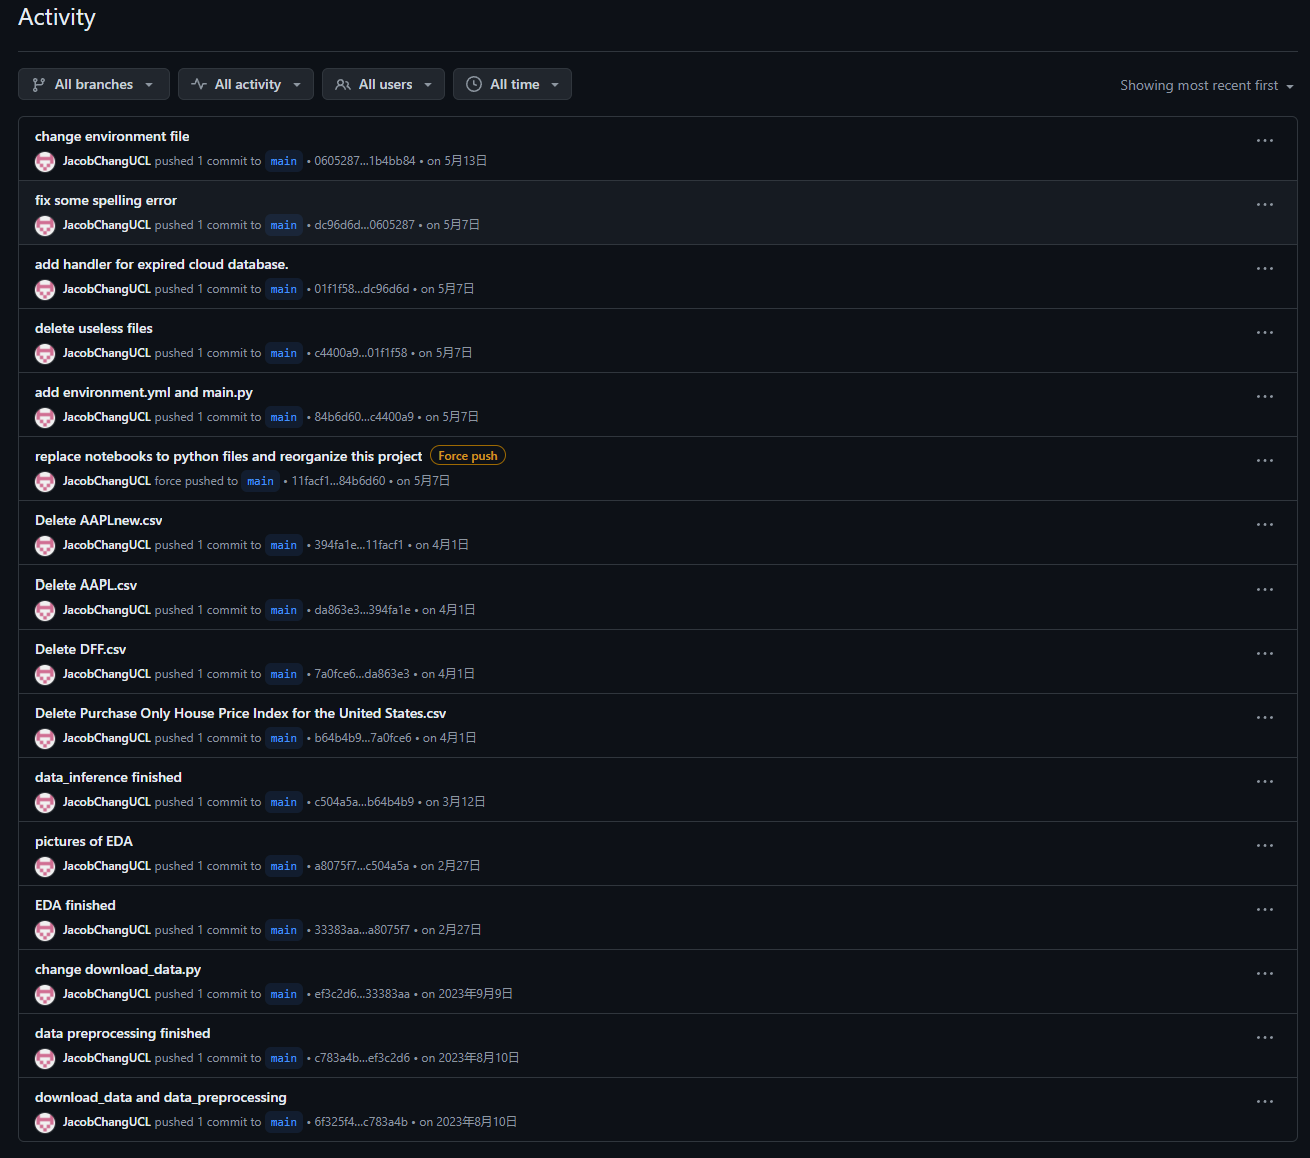 Activity
All branches All activity All users All time Showing most recent first
change environment file
JacobChangUCL pushed 1 commit to main • 0605287...1b4bb84 • on 5月13日
fix some spelling error
JacobChangUCL pushed 1 commit to main • dc96d6d...0605287 • on 5月7日
add handler for expired cloud database.
JacobChangUCL pushed 1 commit to main • 01f1f58...dc96d6d • on 5月7日
delete useless files
JacobChangUCL pushed 1 commit to main • c4400a9...01f1f58 • on 5月7日
add environment.yml and main.py
JacobChangUCL pushed 1 commit to main • 84b6d60...c4400a9 • on 5月7日
replace notebooks to python files and reorganize this project Force push
JacobChangUCL force pushed to main • 11facf1...84b6d60 • on 5月7日
Delete AAPLnew.csv
JacobChangUCL pushed 1 commit to main • 394fa1e...11facf1 • on 4月1日
Delete AAPL.csv
JacobChangUCL pushed 1 commit to main • da863e3...394fa1e • on 4月1日
Delete DFF.csv
JacobChangUCL pushed 1 commit to main • 7a0fce6...da863e3 • on 4月1日
Delete Purchase Only House Price Index for the United States.csv
JacobChangUCL pushed 1 commit to main • b64b4b9...7a0fce6 • on 4月1日
data_inference finished
JacobChangUCL pushed 1 commit to main • c504a5a...b64b4b9 • on 3月12日
pictures of EDA
JacobChangUCL pushed 1 commit to main • a8075f7...c504a5a • on 2月27日
EDA finished
JacobChangUCL pushed 1 commit to main • 33383aa...a8075f7 • on 2月27日
change download_data.py
JacobChangUCL pushed 1 commit to main • ef3c2d6...33383aa • on 2023年9月9日
data preprocessing finished
JacobChangUCL pushed 1 commit to main • c783a4b...ef3c2d6 • on 2023年8月10日
download_data and data_preprocessing
JacobChangUCL pushed 1 commit to main • 6f325f4...c783a4b • on 2023年8月10日